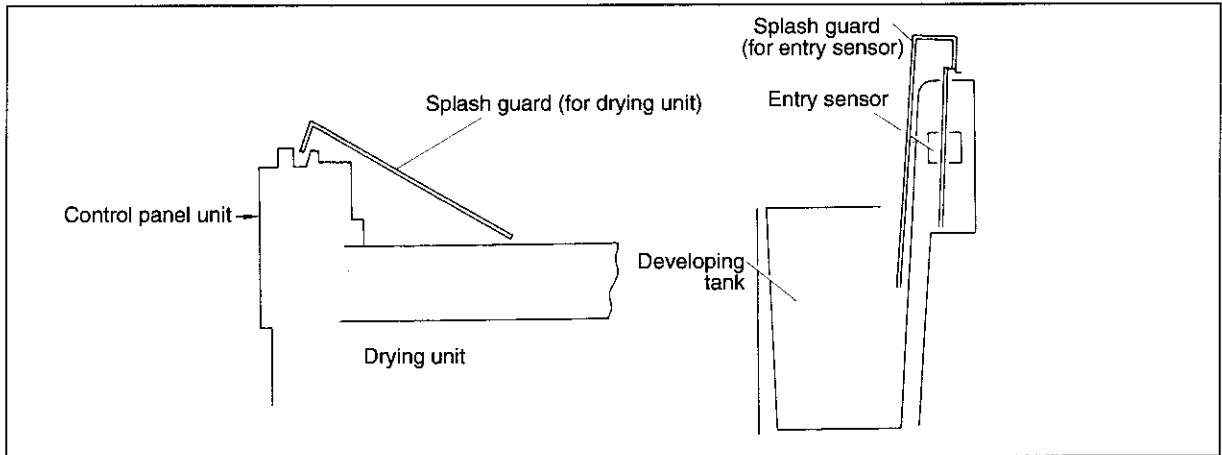 Splash guard
(for entry sensor)
Splash guard (for drying unit)
Entry sensor
Control panel unit
Developing
tank
Drying unit